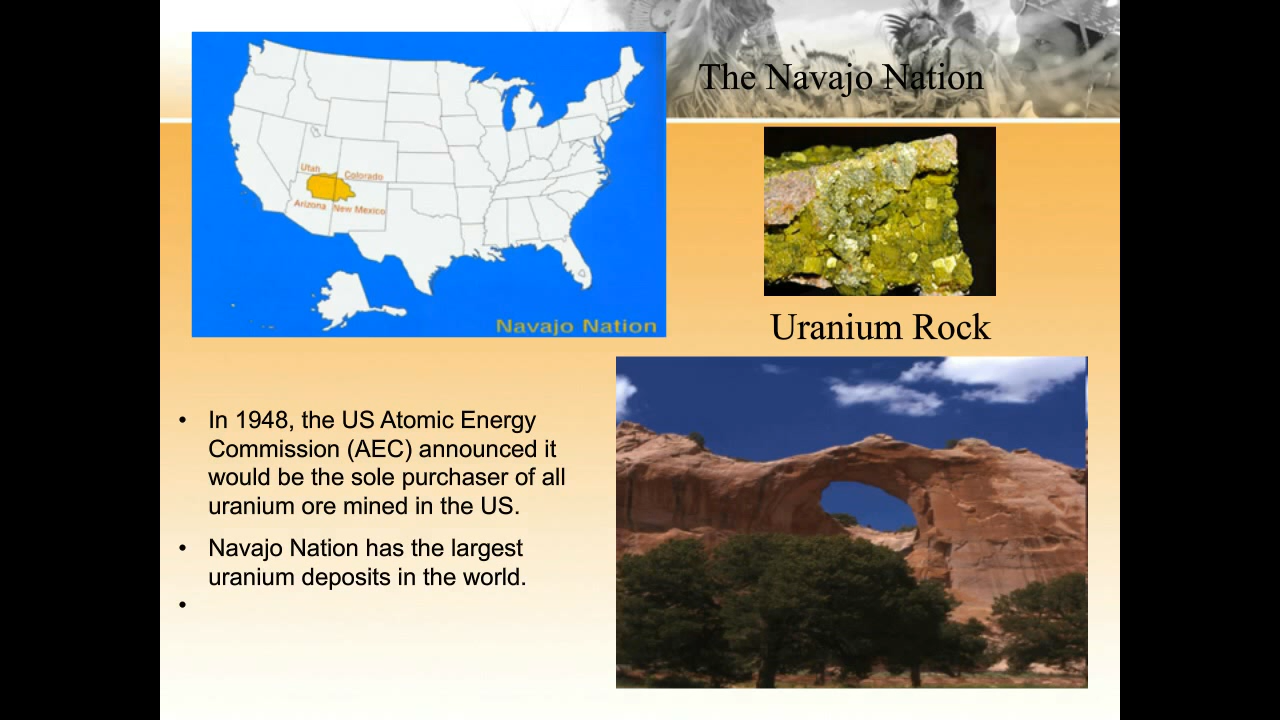 The Navajo Nation
Utah
Colorado
Arizona
New Mexico
Navajo Nation
Uranium Rock
• In 1948, the US Atomic Energy
Commission (AEC) announced it
would be the sole purchaser of all
uranium ore mined in the US.
• Navajo Nation has the largest
uranium deposits in the world.
•